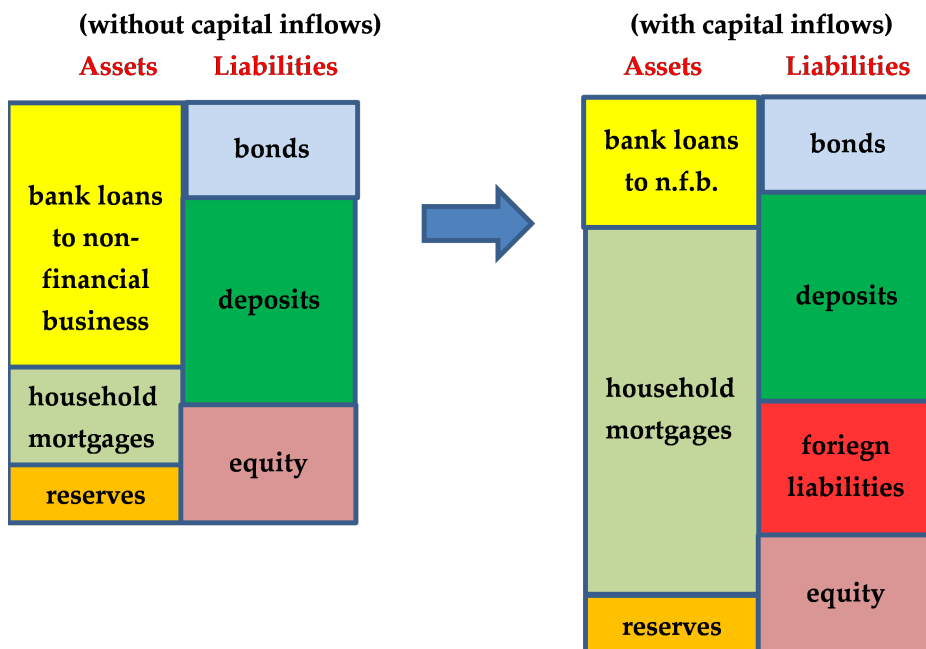 (without capital inflows)
Assets
Liabilities
bank loans
to non-
financial
business
household
mortgages
reserves
bonds
deposits
equity
(with capital inflows)
Assets
Liabilities
bank loans
to n.f.b.
household
mortgages
reserves
bonds
deposits
foriegn
liabilities
equity